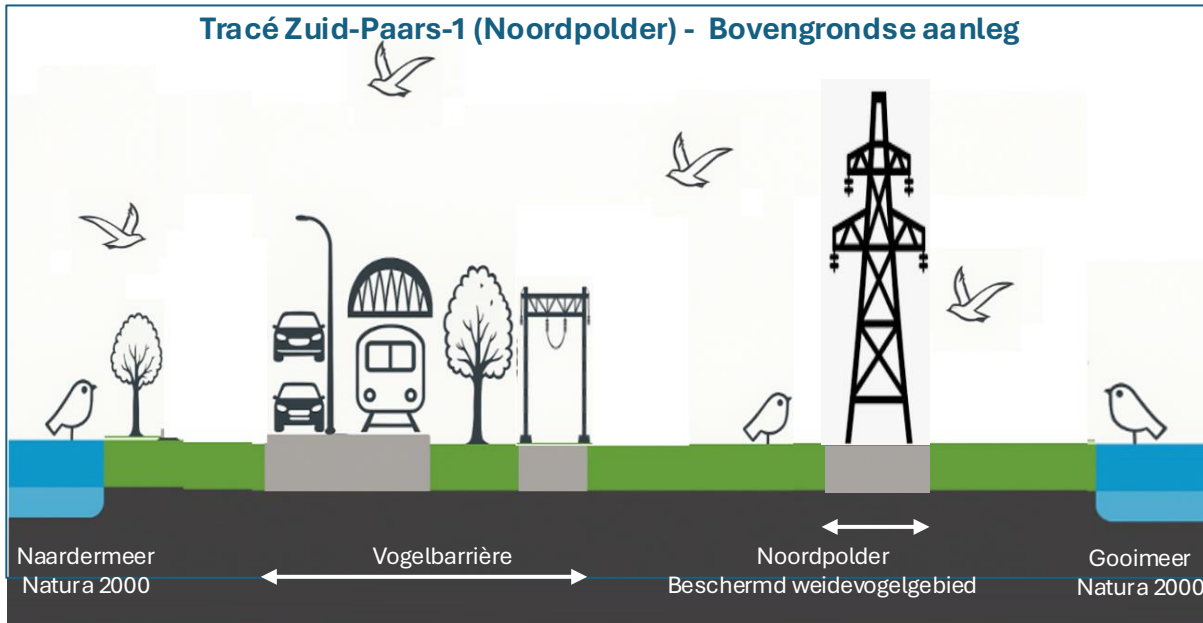 Tracé Zuid-Paars-1 (Noordpolder) - Bovengrondse aanleg
Naardermeer
Natura 2000
Vogelbarrière
Noordpolder
Beschermd weidevogelgebied
Gooimeer
Natura 2000